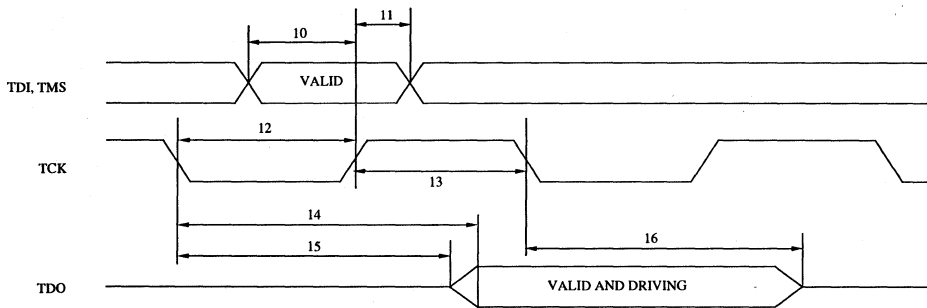 11
10
TDI, TMS
VALID
12
TCK
13
14
15
16
TDO
VALID AND DRIVING